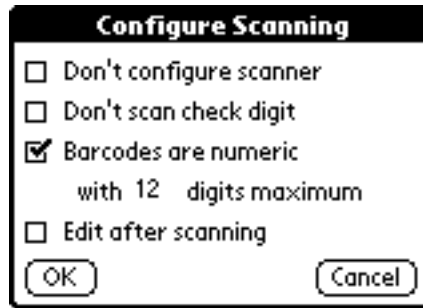 Configure Scanning
Don't configure scanner
Don't scan check digit
Barcodes are numeric
with 12 digits maximum
Edit after scanning
OK Cancel